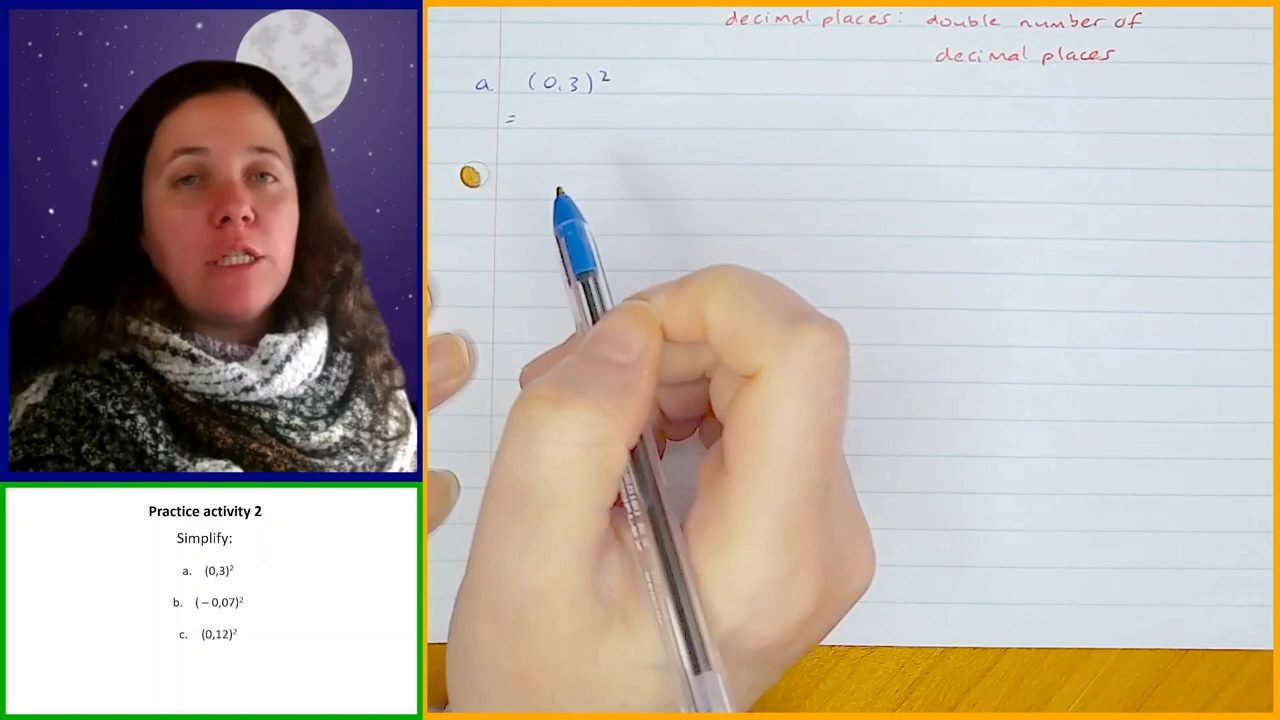 decimal places: double number of
decimal places
a. (0,3)²
=
Practice activity 2
Simplify:
a. (0,3)²
b. (– 0,07)²
c. (0,12)²